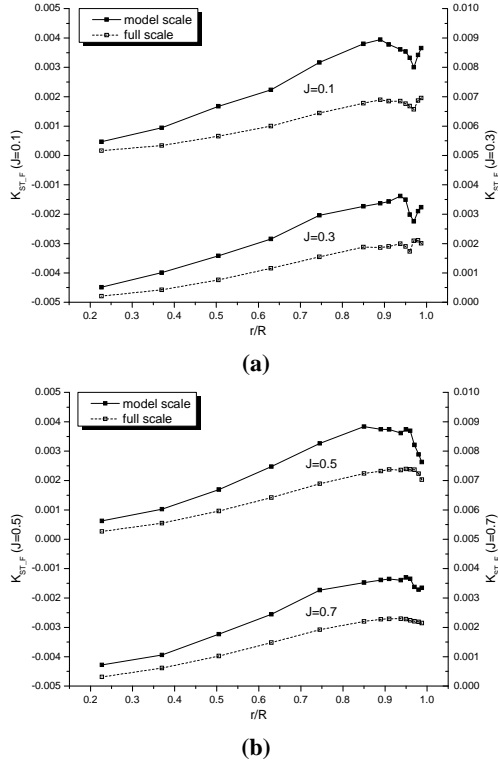 model scale
full scale
0.005
0.004
0.003
0.002
0.001
0.000
-0.001
-0.002
-0.003
-0.004
-0.005
K_ST_F (J=0.1)
0.010
0.009
0.008
0.007
0.006
0.005
0.004
0.003
0.002
0.001
0.000
K_ST_F (J=0.3)
J=0.1
J=0.3
0.2 0.3 0.4 0.5 0.6 0.7 0.8 0.9 1.0
r/R
(a)
model scale
full scale
0.005
0.004
0.003
0.002
0.001
0.000
-0.001
-0.002
-0.003
-0.004
-0.005
K_ST_F (J=0.5)
0.010
0.009
0.008
0.007
0.006
0.005
0.004
0.003
0.002
0.001
0.000
K_ST_F (J=0.7)
J=0.5
J=0.7
0.2 0.3 0.4 0.5 0.6 0.7 0.8 0.9 1.0
r/R
(b)